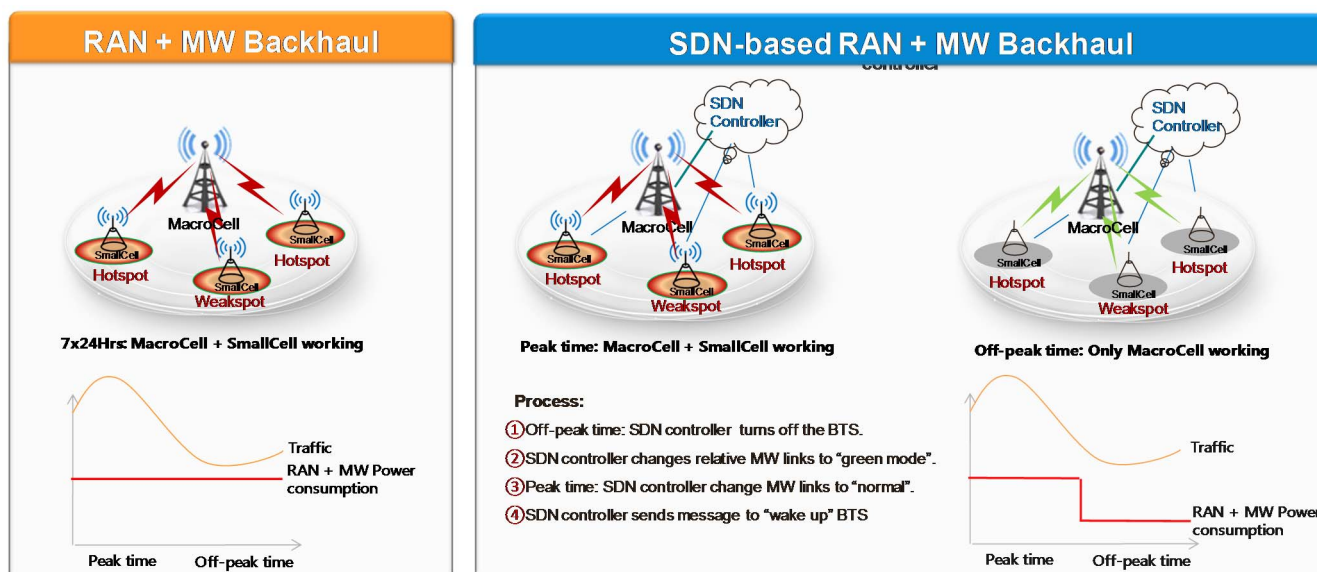 RAN + MW Backhaul
MacroCell
SmallCell
Hotspot
SmallCell
Hotspot
SmallCell
Weakspot
7x24Hrs: MacroCell + SmallCell working
Traffic
RAN + MW Power
consumption
Peak time
Off-peak time
SDN-based RAN + MW Backhaul
controller
SDN
Controller
MacroCell
SmallCell
Hotspot
SmallCell
Hotspot
SmallCell
Weakspot
Peak time: MacroCell + SmallCell working
SDN
Controller
MacroCell
SmallCell
Hotspot
SmallCell
Hotspot
SmallCell
Weakspot
Off-peak time: Only MacroCell working
Process:
①Off-peak time: SDN controller turns off the BTS.
②SDN controller changes relative MW links to “green mode”.
③Peak time: SDN controller change MW links to “normal”.
④SDN controller sends message to “wake up” BTS
Traffic
RAN + MW Power
consumption
Peak time
Off-peak time